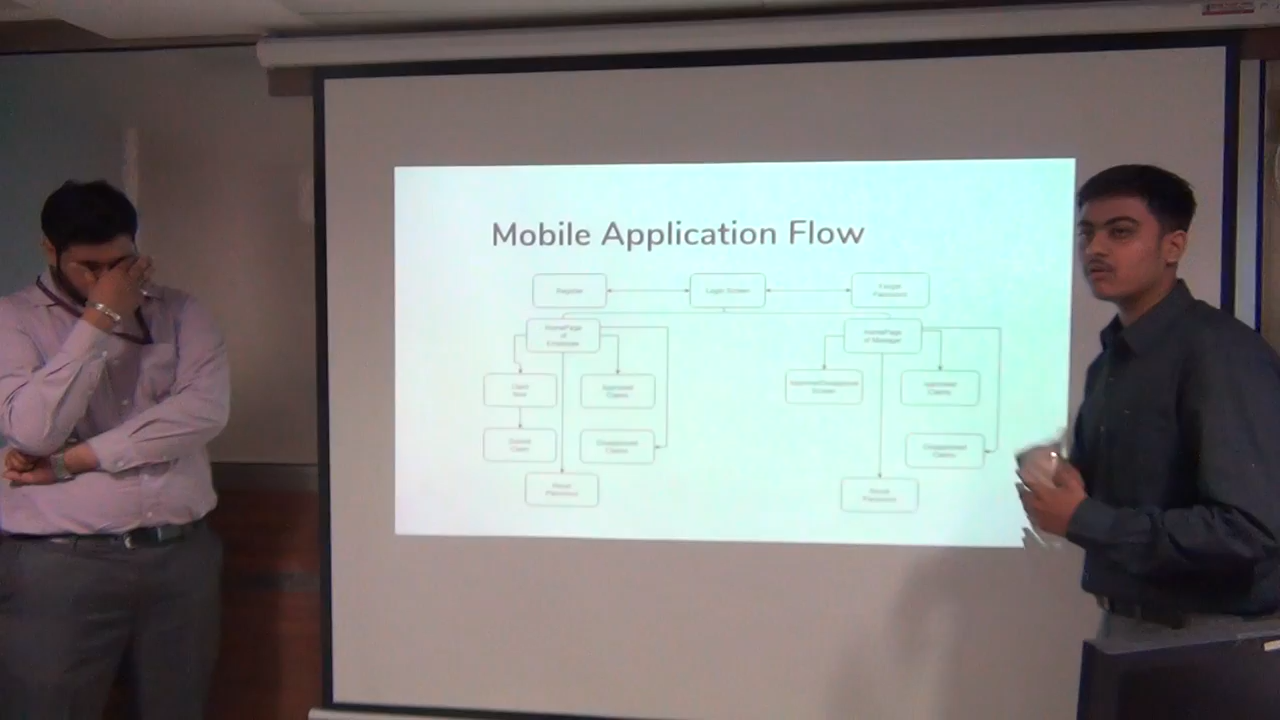 Mobile Application Flow
Register
Login Screen
Forgot
Password
HomePage
of
Employee
HomePage
of Manager
Claim
Now
Approved
Claims
Screen
Approved
Claims
Submit
Claim
Disapproved
Claims
Disapproved
Claims
Reset
Password
Reset
Password